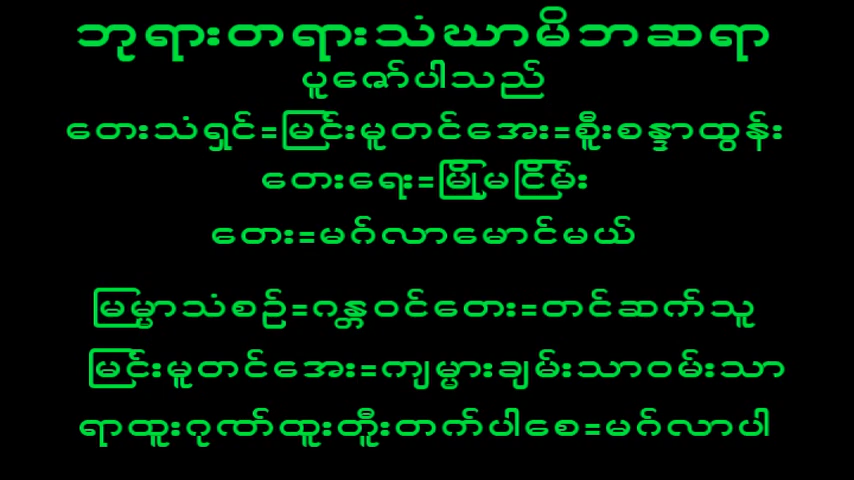 ဘုရားတရားသံဃာမိဘဆရာ
ပူဇော်ပါသည်
တေးသံရှင်=မြင်းမူတင်အေး=စူးစန္ဒာထွန်း
တေးရေး=မြို့မငြိမ်း
တေး=မင်္ဂလာမောင်မယ်
မြမ္မာသံစဉ်=ဂန္တဝင်တေး=တင်ဆက်သူ
မြင်းမူတင်အေး=ကျမ္မားချမ်းသာဝမ်းသာ
ရာထူးဂုဏ်ထူးတိုးတက်ပါစေ=မင်္ဂလာပါ